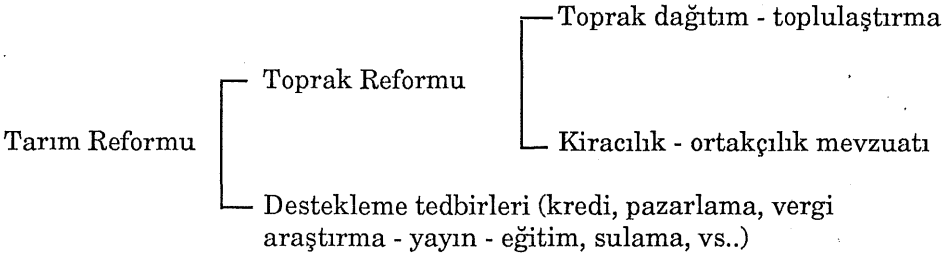 Toprak dağıtım - toplulaştırma
Toprak Reformu
Tarım Reformu
Kiracılık - ortakçılık mevzuatı
Destekleme tedbirleri (kredi, pazarlama, vergi
araştırma - yayın - eğitim, sulama, vs..)